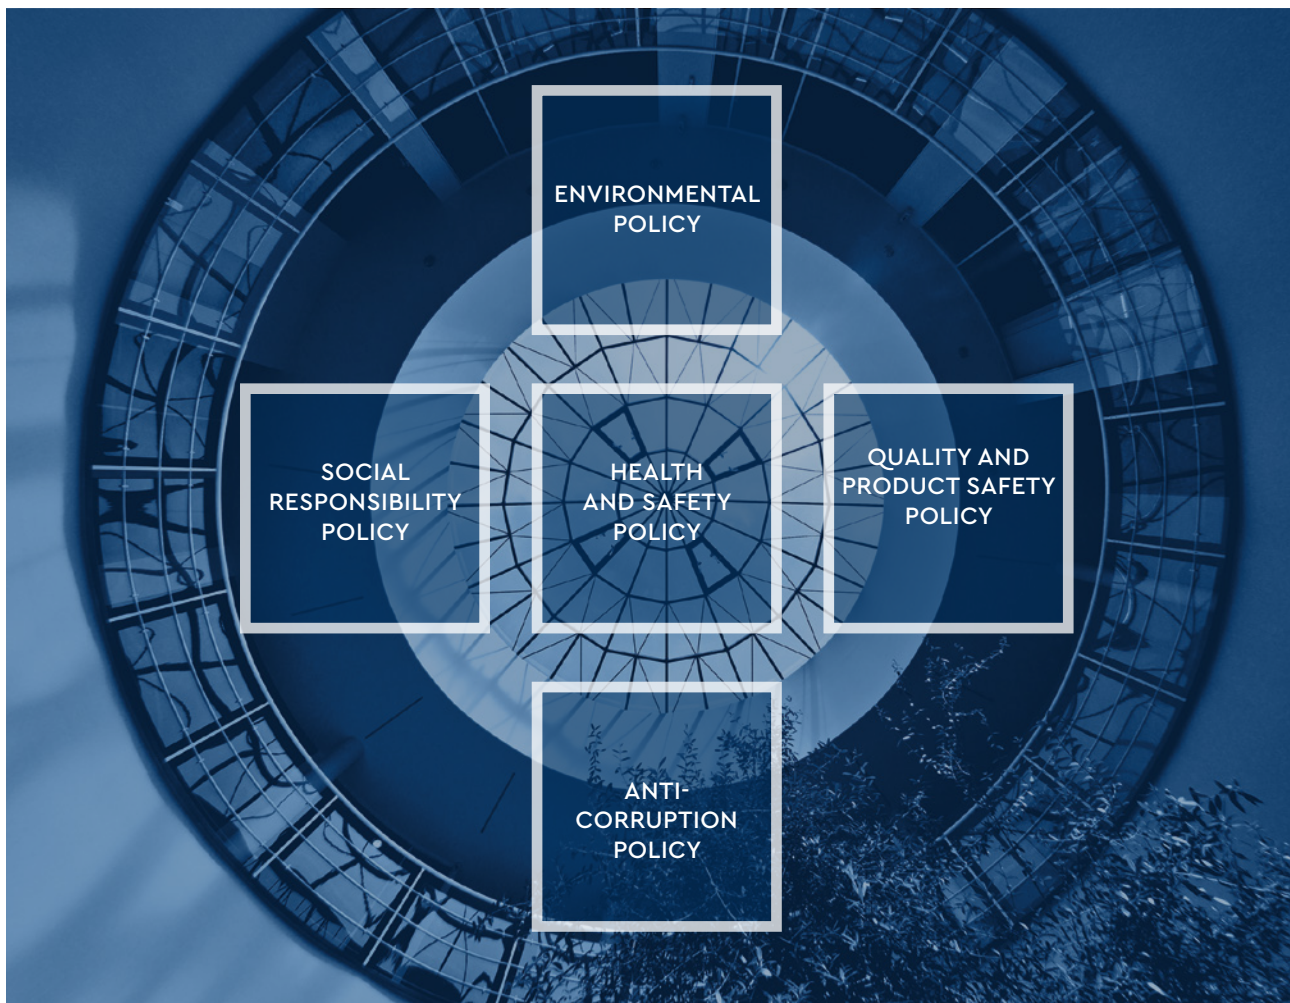 ENVIRONMENTAL
POLICY
SOCIAL
RESPONSIBILITY
POLICY
HEALTH
AND SAFETY
POLICY
QUALITY AND
PRODUCT SAFETY
POLICY
ANTI-
CORRUPTION
POLICY